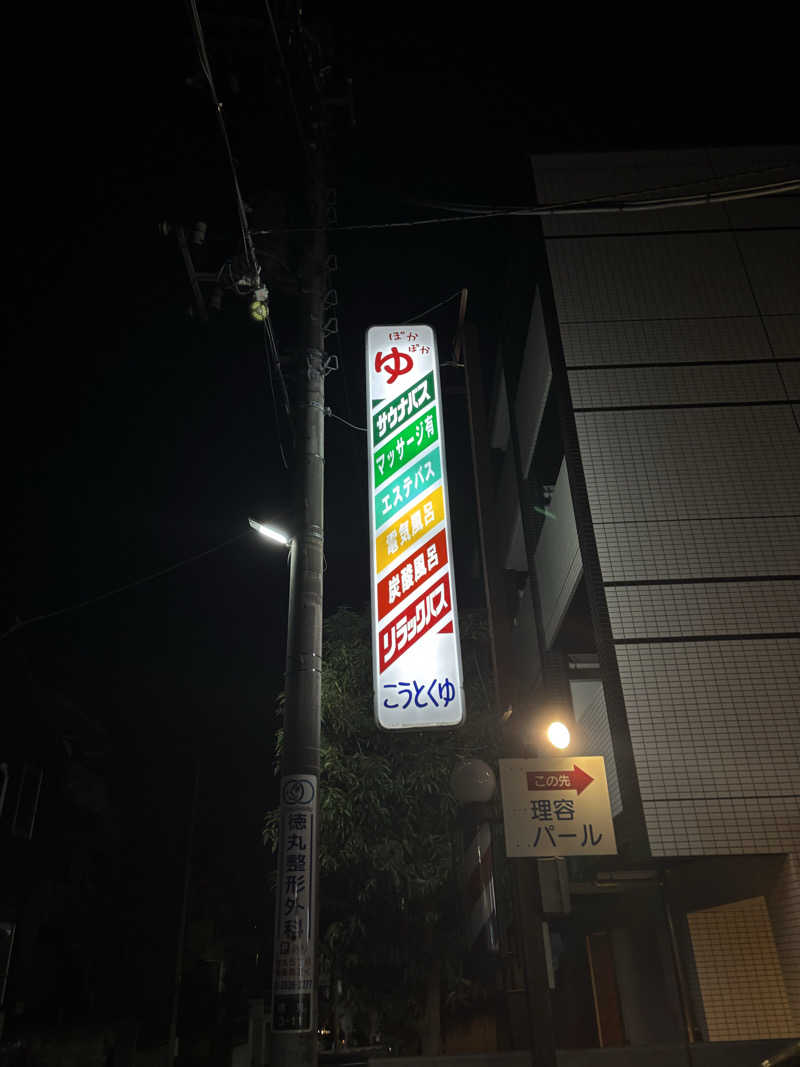 ぽかぽか
ゆ
サウナバス
マッサージ有
エステバス
電気風呂
炭酸風呂
リラックバス
こうとくゆ
この先
理容
パール
徳丸整形外科